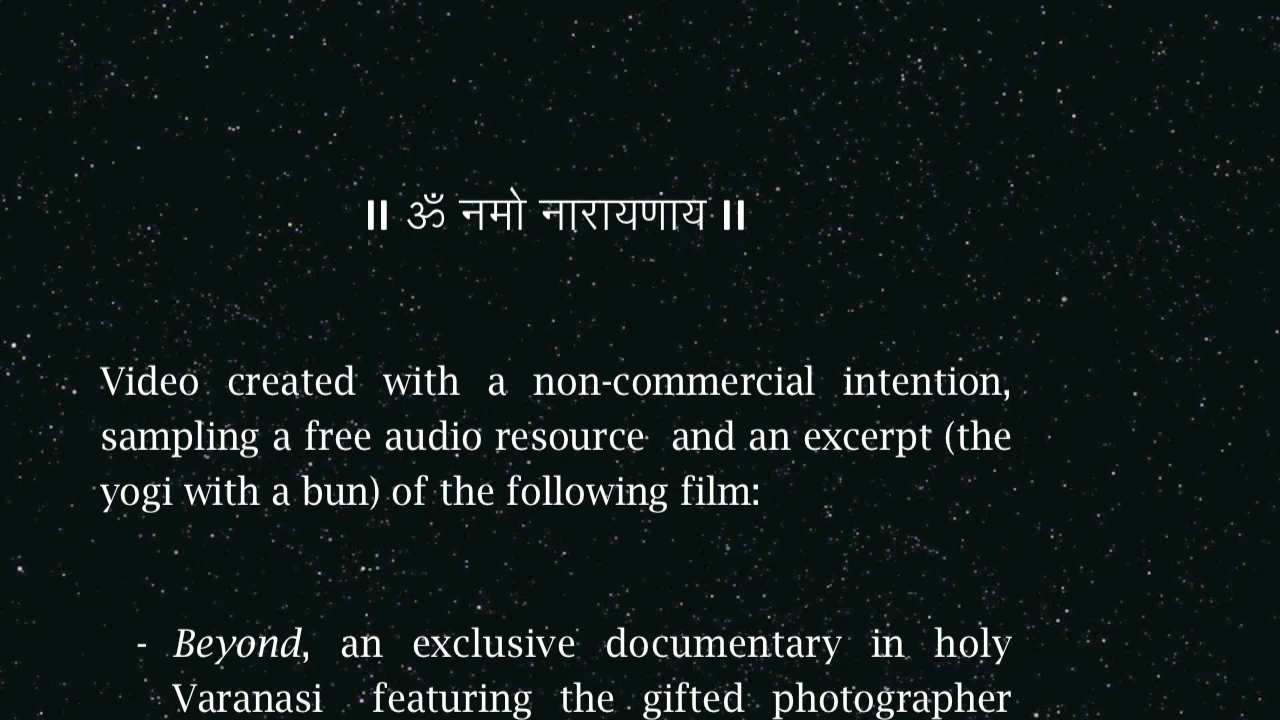 ॥ ॐ नमो नारायणाय ॥
Video created with a non-commercial intention,
sampling a free audio resource and an excerpt (the
yogi with a bun) of the following film:
- Beyond, an exclusive documentary in holy
Varanasi featuring the gifted photographer